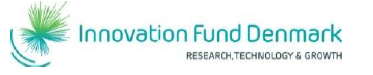 Innovation Fund Denmark
RESEARCH, TECHNOLOGY & GROWTH